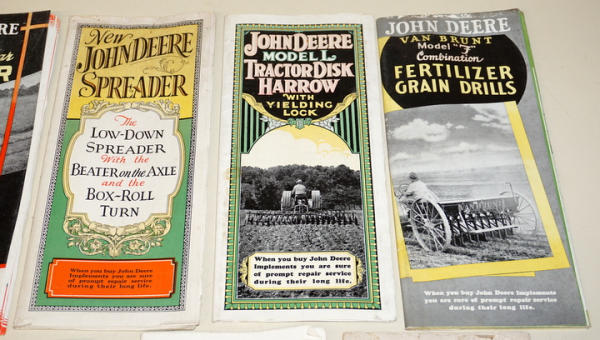 ar
R
New
JOHN DEERE
SPREADER
The
LOW-DOWN
SPREADER
With the
BEATER on the AXLE
and the
BOX-ROLL
TURN
When you buy John Deere
Implements you are sure
of prompt repair service
during their long life.
JOHN DEERE
MODEL L
TRACTOR DISK
HARROW
WITH
YIELDING
LOCK
When you buy John Deere
Implements you are sure
of prompt repair service
during their long life.
JOHN DEERE
VAN BRUNT
Model "F"
Combination
FERTILIZER
GRAIN DRILLS
JOHN DEERE
When you buy John Deere Implements
you are sure of prompt repair service
during their long life.